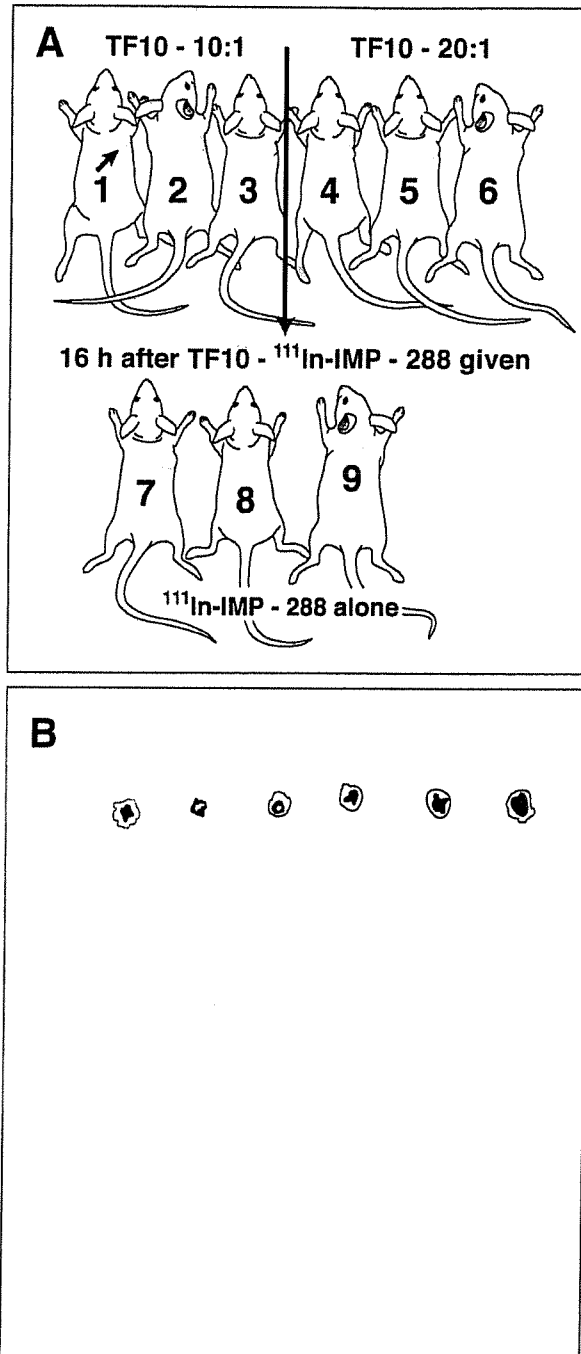 A
TF10 - 10:1 TF10 - 20:1
1 2 3 4 5 6
16 h after TF10 - ¹¹¹In-IMP - 288 given
7 8 9
¹¹¹In-IMP - 288 alone
B